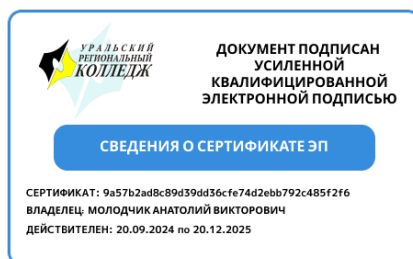 УРАЛЬСКИЙ
РЕГИОНАЛЬНЫЙ
КОЛЛЕДЖ
ДОКУМЕНТ ПОДПИСАН
УСИЛЕННОЙ
КВАЛИФИЦИРОВАННОЙ
ЭЛЕКТРОННОЙ ПОДПИСЬЮ
СВЕДЕНИЯ О СЕРТИФИКАТЕ ЭП
СЕРТИФИКАТ: 9a57b2ad8c89d39dd36cfe74d2ebb792c485f2f6
ВЛАДЕЛЕЦ: МОЛОДЧИК АНАТОЛИЙ ВИКТОРОВИЧ
ДЕЙСТВИТЕЛЕН: 20.09.2024 по 20.12.2025